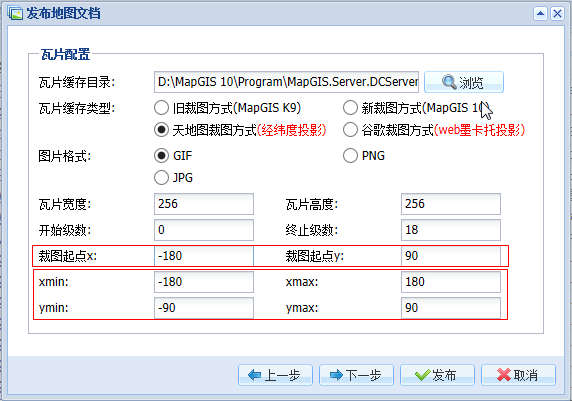 发布地图文档
瓦片配置
瓦片缓存目录: D:\MapGIS 10\Program\MapGIS.Server.DCServer 浏览
瓦片缓存类型: 旧裁图方式(MapGIS K9) 新裁图方式(MapGIS 10
天地图裁图方式(经纬度投影) 谷歌裁图方式(web墨卡托投影)
图片格式: GIF PNG
JPG
瓦片宽度: 256 瓦片高度: 256
开始级数: 0 终止级数: 18
裁图起点x: -180 裁图起点y: 90
xmin: -180 xmax: 180
ymin: -90 ymax: 90
上一步 下一步 发布 取消